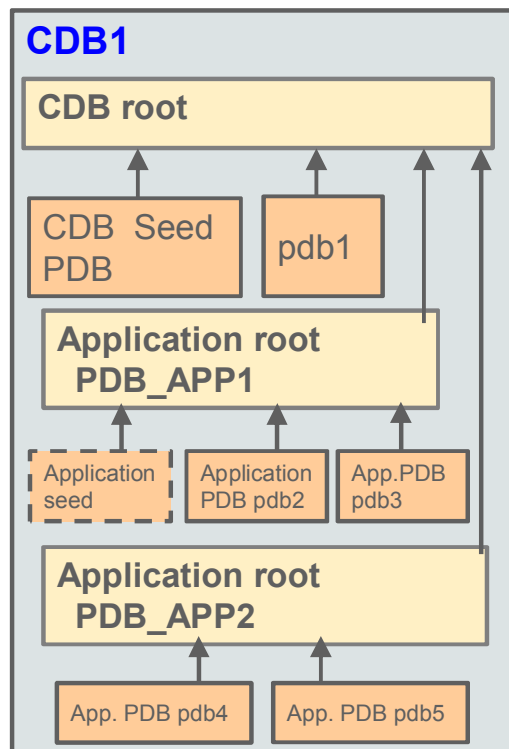 CDB1
CDB root
CDB Seed
PDB
pdb1
Application root
PDB_APP1
Application
seed
Application
PDB pdb2
App.PDB
pdb3
Application root
PDB_APP2
App. PDB pdb4
App. PDB pdb5